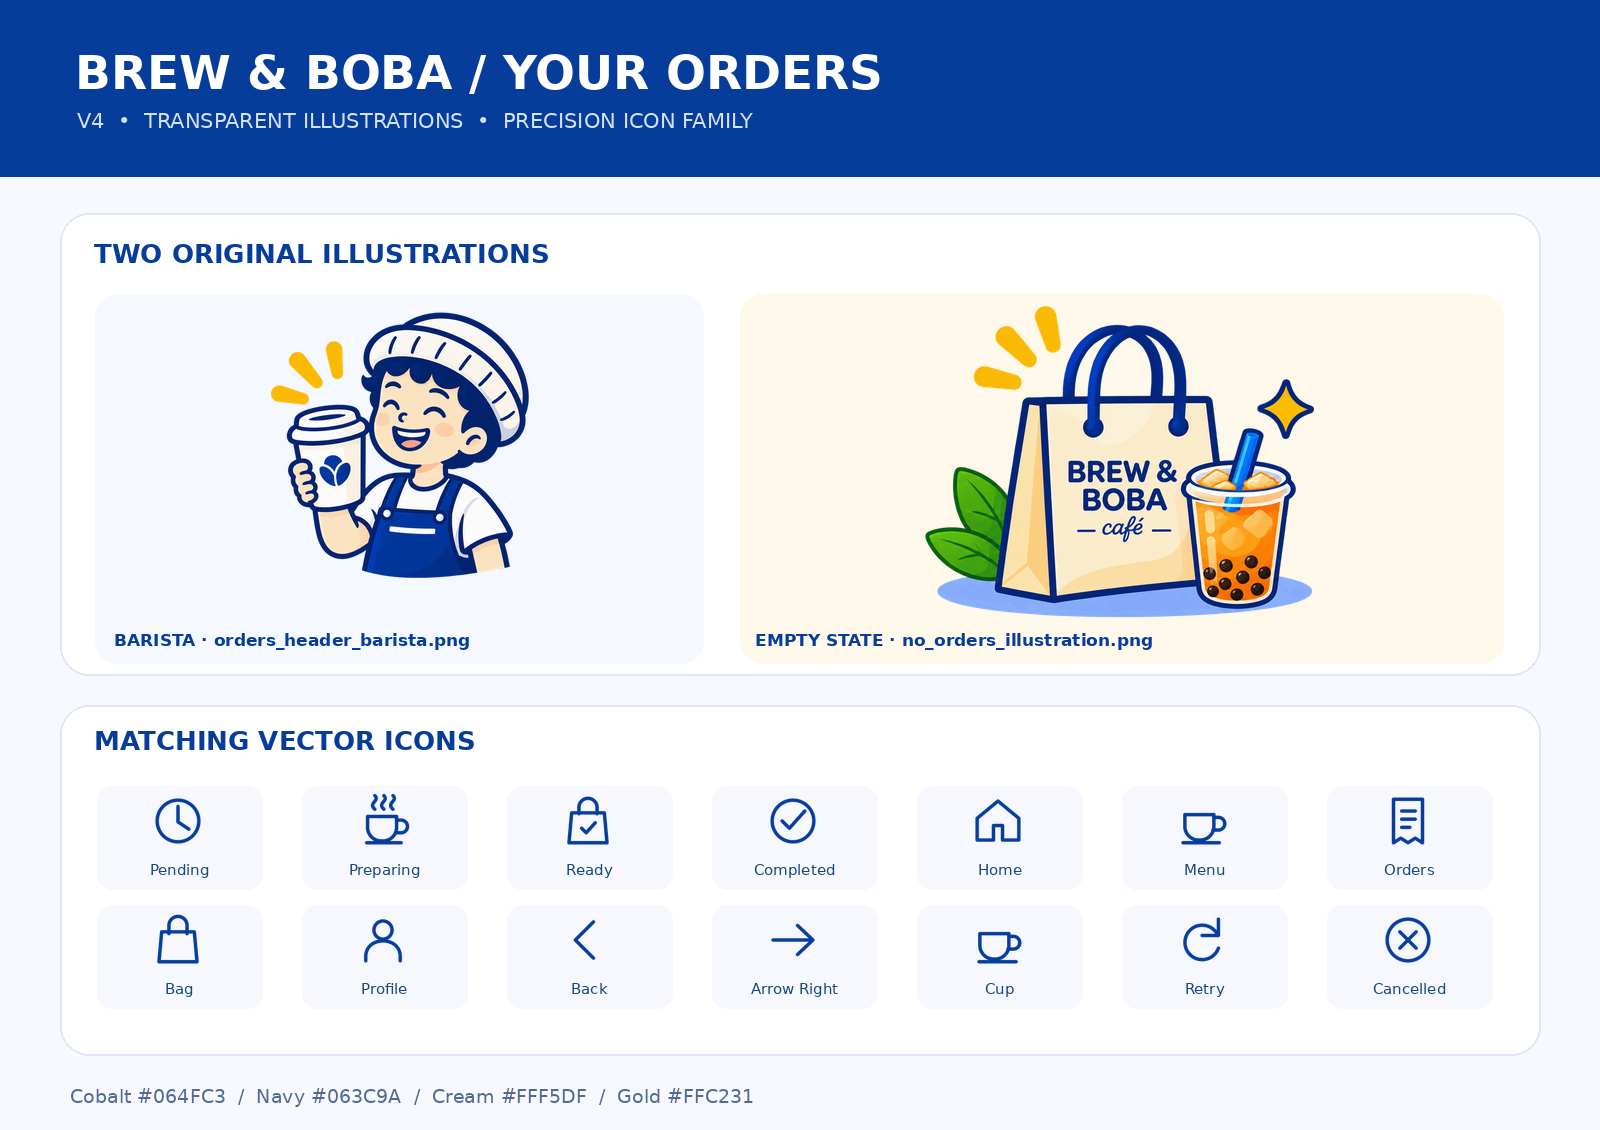 BREW & BOBA / YOUR ORDERS
V4 • TRANSPARENT ILLUSTRATIONS • PRECISION ICON FAMILY
TWO ORIGINAL ILLUSTRATIONS
BREW &
BOBA
— café —
BARISTA · orders_header_barista.png
EMPTY STATE · no_orders_illustration.png
MATCHING VECTOR ICONS
Pending
Preparing
Ready
Completed
Home
Menu
Orders
Bag
Profile
Back
Arrow Right
Cup
Retry
Cancelled
Cobalt #064FC3 / Navy #063C9A / Cream #FFF5DF / Gold #FFC231